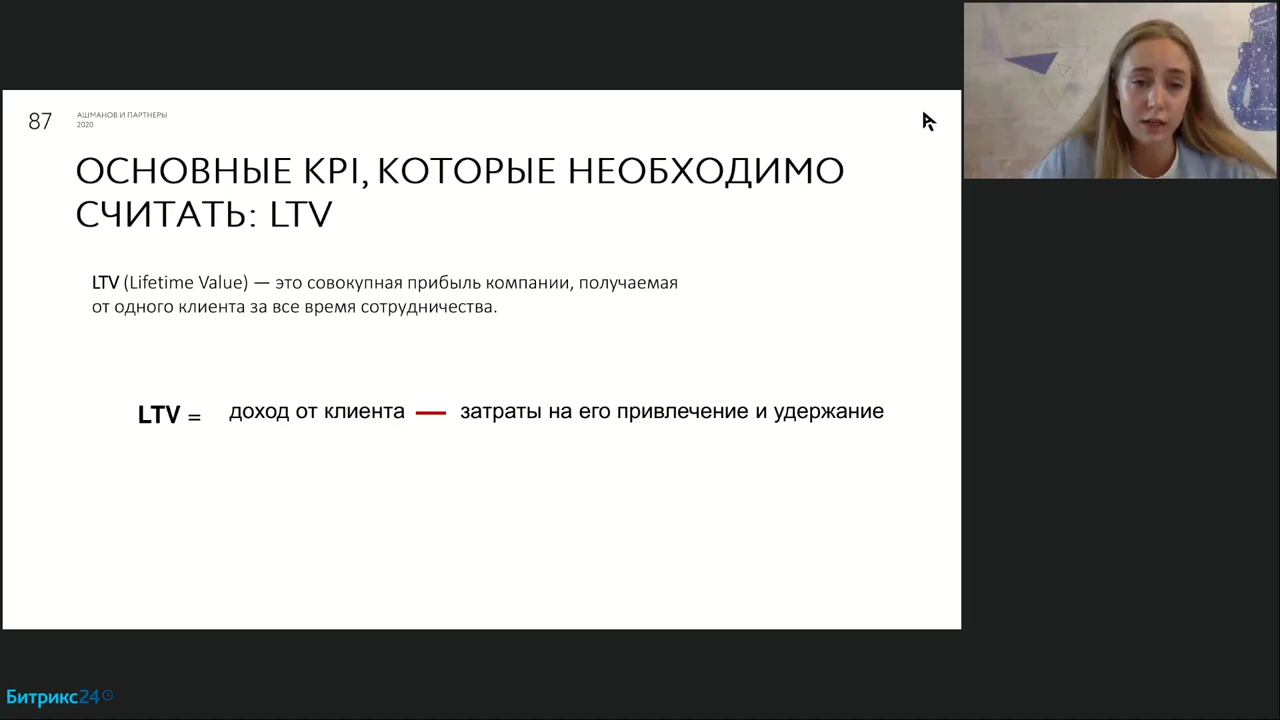 87
АШМАНОВ И ПАРТНЕРЫ
2020
ОСНОВНЫЕ KPI, КОТОРЫЕ НЕОБХОДИМО
СЧИТАТЬ: LTV
LTV (Lifetime Value) — это совокупная прибыль компании, получаемая
от одного клиента за все время сотрудничества.
LTV = доход от клиента — затраты на его привлечение и удержание
Битрикс24